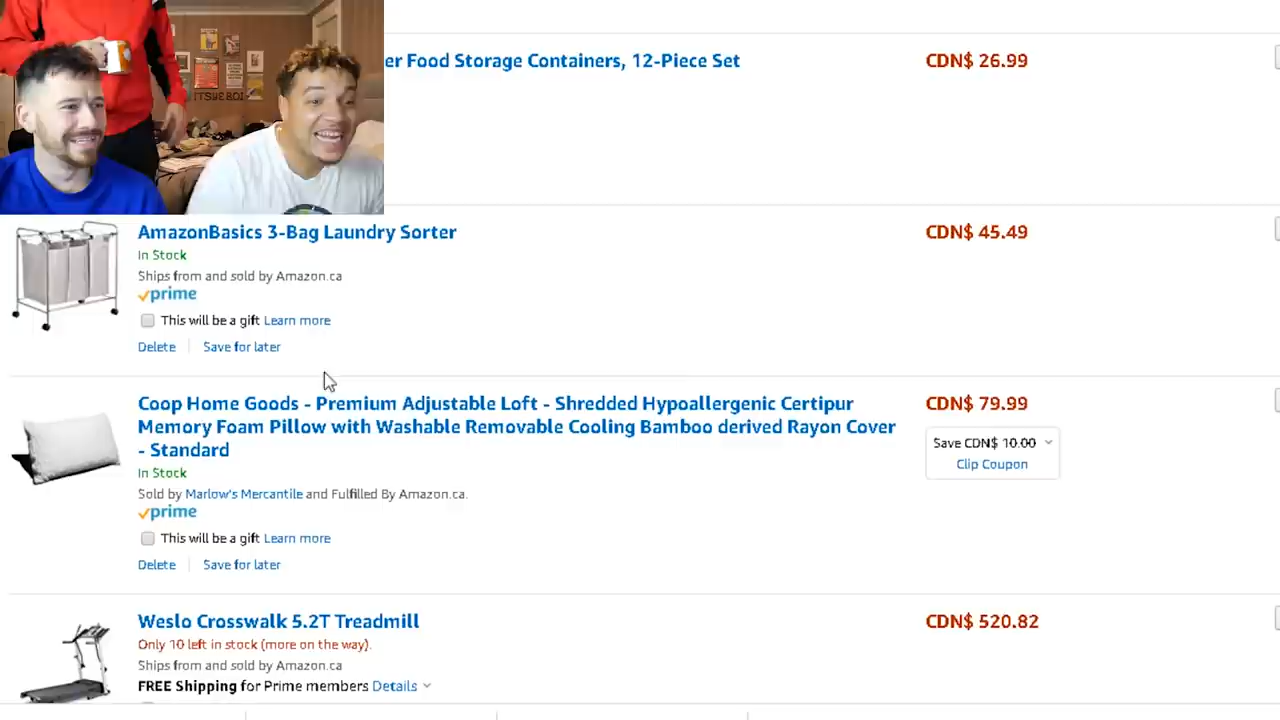 er Food Storage Containers, 12-Piece Set
CDN$ 26.99
AmazonBasics 3-Bag Laundry Sorter
CDN$ 45.49
In Stock
Ships from and sold by Amazon.ca
prime
This will be a gift Learn more
Delete
Save for later
Coop Home Goods - Premium Adjustable Loft - Shredded Hypoallergenic Certipur
Memory Foam Pillow with Washable Removable Cooling Bamboo derived Rayon Cover
- Standard
CDN$ 79.99
Save CDN$ 10.00
Clip Coupon
In Stock
Sold by Marlow's Mercantile and Fulfilled By Amazon.ca.
prime
This will be a gift Learn more
Delete
Save for later
Weslo Crosswalk 5.2T Treadmill
CDN$ 520.82
Only 10 left in stock (more on the way).
Ships from and sold by Amazon.ca
FREE Shipping for Prime members Details